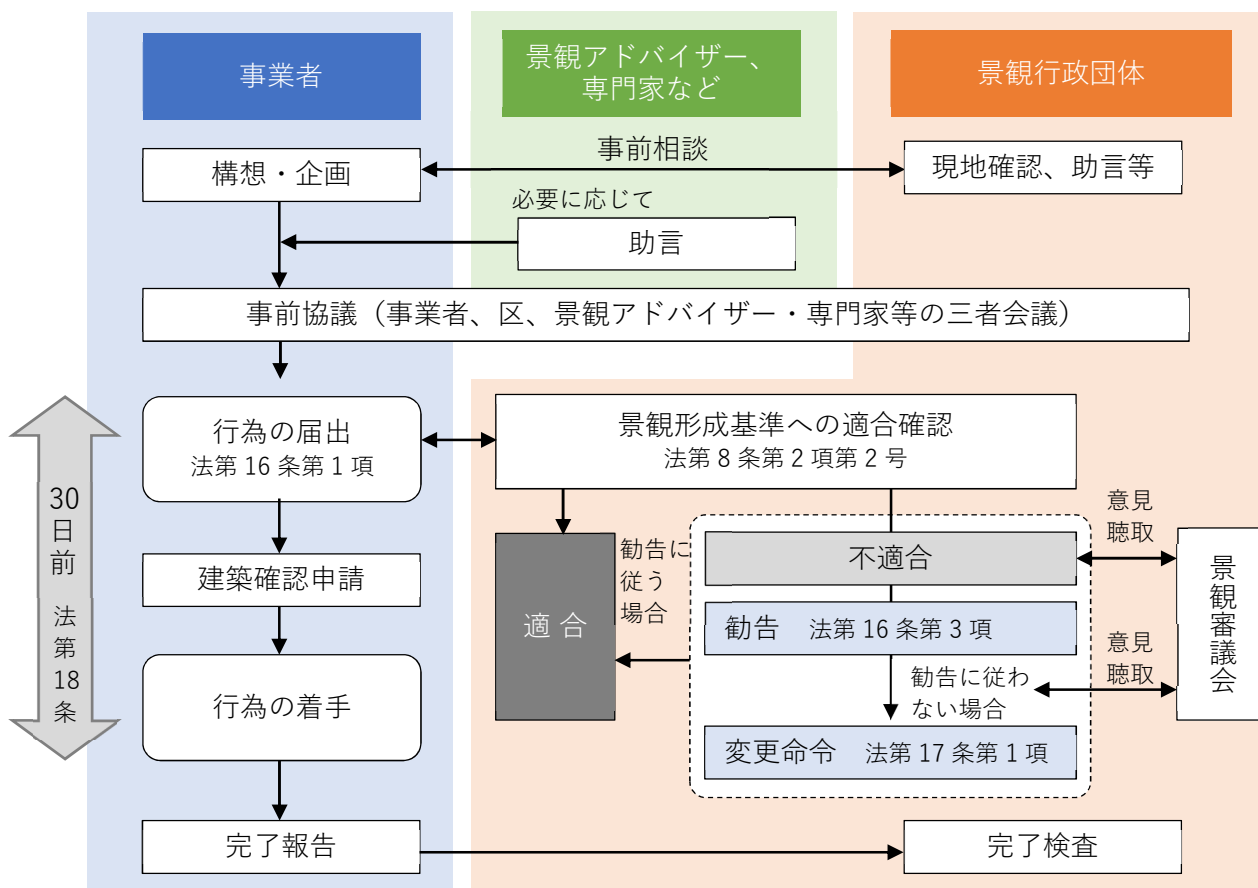 事業者
景観アドバイザー、
専門家など
景観行政団体
構想・企画
事前相談
現地確認、助言等
必要に応じて
助言
事前協議（事業者、区、景観アドバイザー・専門家等の三者会議）
30日前 法第18条
行為の届出
法第16条第1項
景観形成基準への適合確認
法第8条第2項第2号
建築確認申請
適合
勧告に
従う
場合
不適合
意見
聴取
勧告 法第16条第3項
景観審議会
意見
聴取
行為の着手
勧告に従わ
ない場合
変更命令 法第17条第1項
完了報告
完了検査